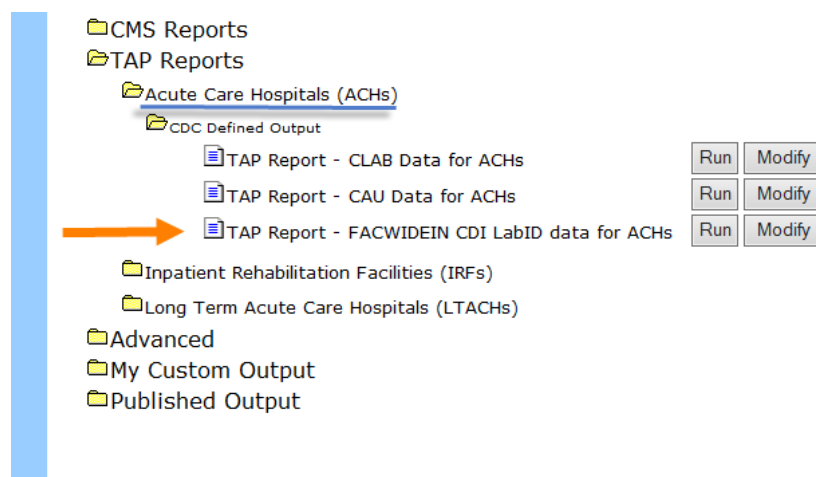 CMS Reports
TAP Reports
Acute Care Hospitals (ACHs)
CDC Defined Output
TAP Report - CLAB Data for ACHs Run Modify
TAP Report - CAU Data for ACHs Run Modify
TAP Report - FACWIDEIN CDI LabID data for ACHs Run Modify
Inpatient Rehabilitation Facilities (IRFs)
Long Term Acute Care Hospitals (LTACHs)
Advanced
My Custom Output
Published Output